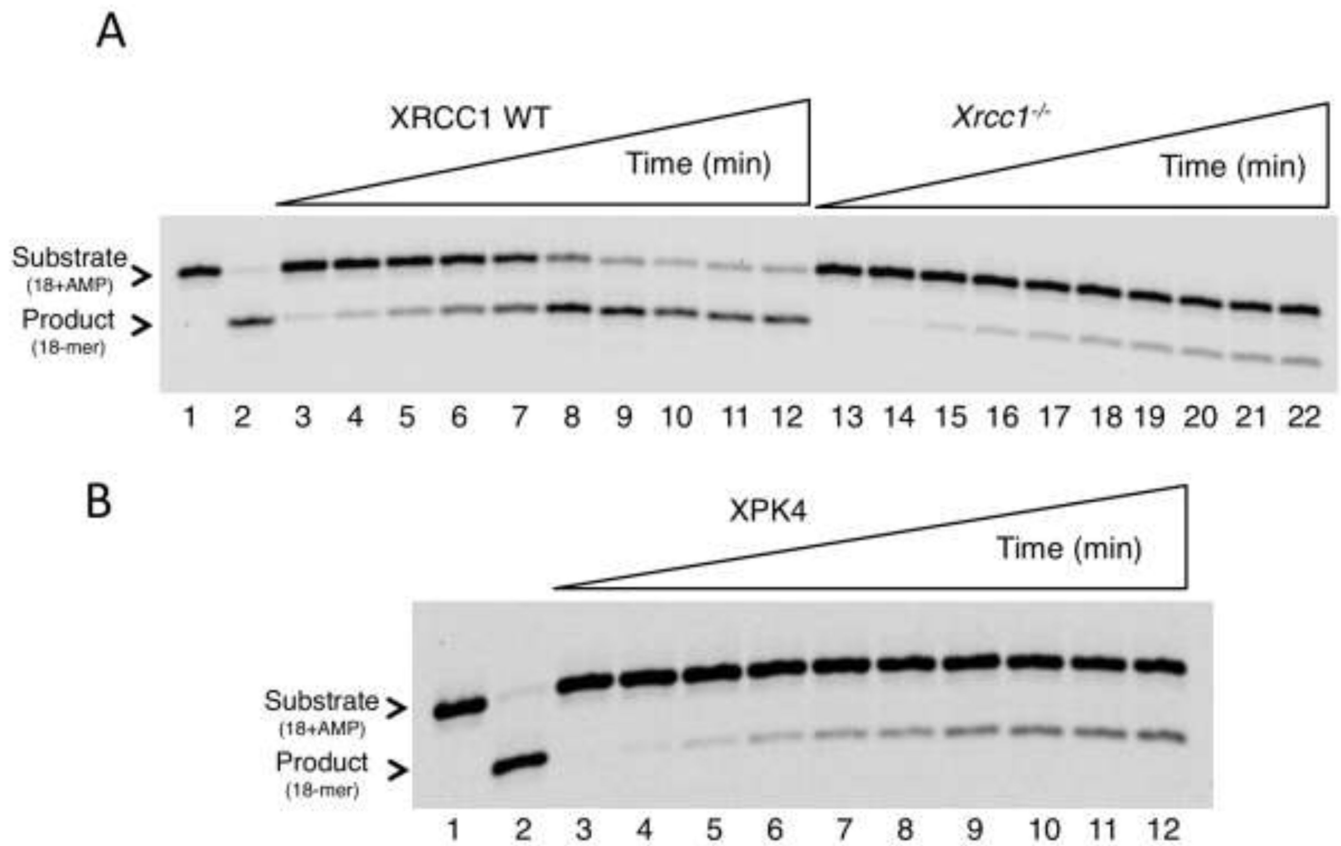 A
XRCC1 WT
Xrcc1-/-
Time (min)
Time (min)
Substrate
(18+AMP)
Product
(18-mer)
1 2 3 4 5 6 7 8 9 10 11 12 13 14 15 16 17 18 19 20 21 22
B
XPK4
Time (min)
Substrate
(18+AMP)
Product
(18-mer)
1 2 3 4 5 6 7 8 9 10 11 12